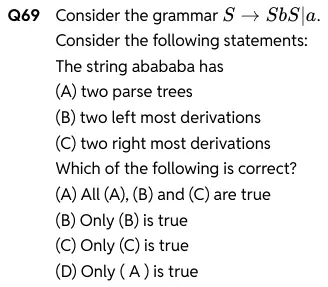 Q69 Consider the grammar S → SbS|a.
Consider the following statements:
The string abababa has
(A) two parse trees
(B) two left most derivations
(C) two right most derivations
Which of the following is correct?
(A) All (A), (B) and (C) are true
(B) Only (B) is true
(C) Only (C) is true
(D) Only ( A ) is true